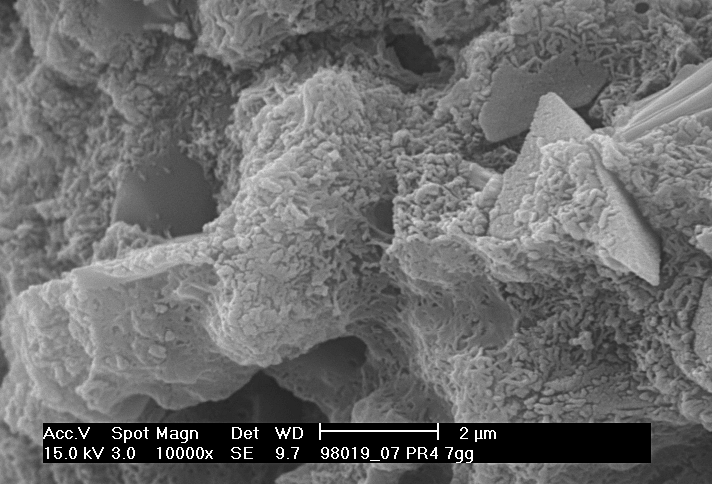 Acc.V Spot Magn Det WD 2 µm
15.0 kV 3.0 10000x SE 9.7 98019_07 PR4 7gg